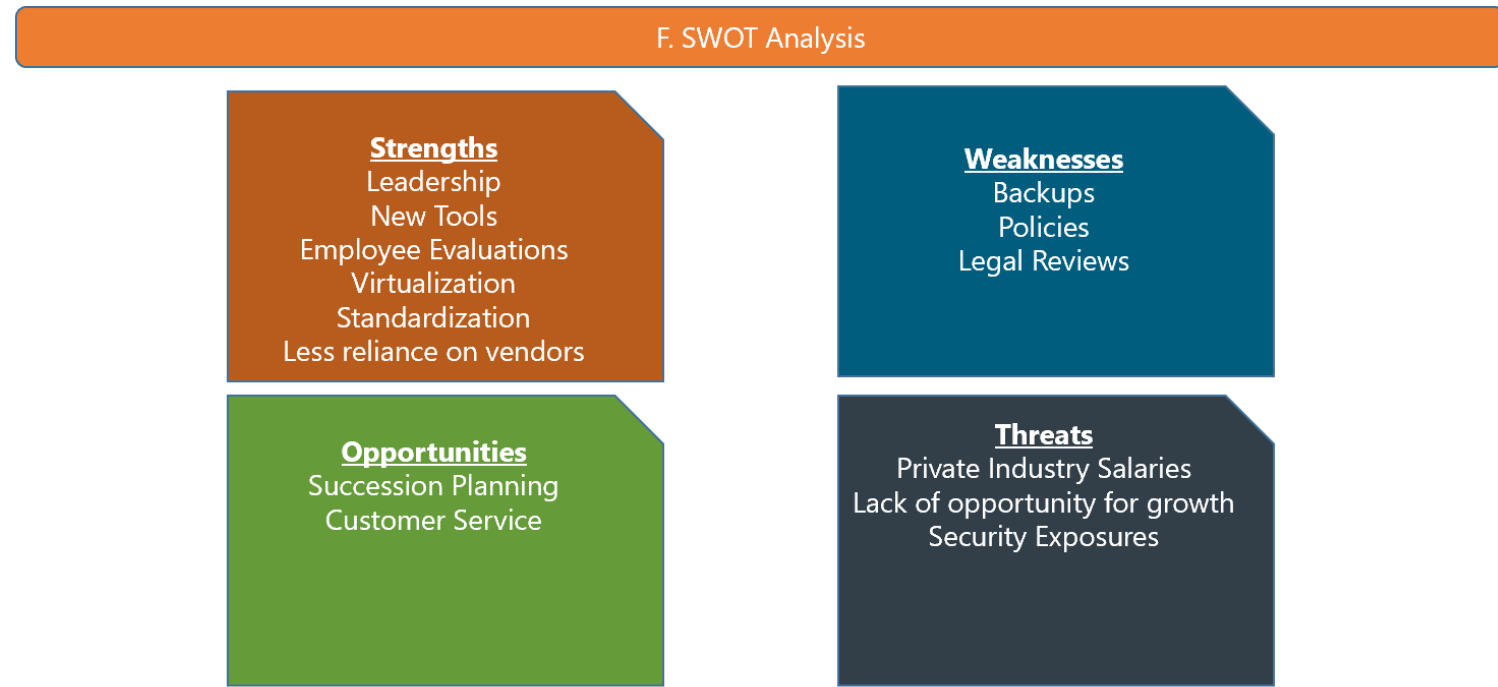 F. SWOT Analysis
Strengths
Leadership
New Tools
Employee Evaluations
Virtualization
Standardization
Less reliance on vendors
Weaknesses
Backups
Policies
Legal Reviews
Opportunities
Succession Planning
Customer Service
Threats
Private Industry Salaries
Lack of opportunity for growth
Security Exposures